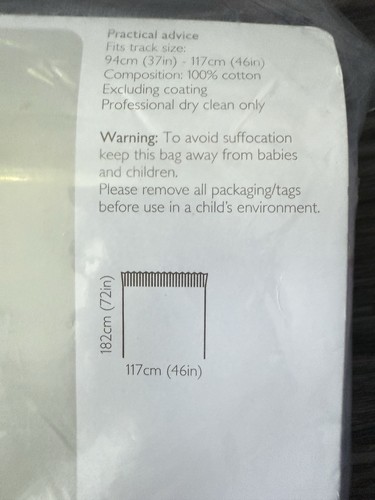 Practical advice
Fits track size:
94cm (37in) - 117cm (46in)
Composition: 100% cotton
Excluding coating
Professional dry clean only
Warning: To avoid suffocation
keep this bag away from babies
and children.
Please remove all packaging/tags
before use in a child's environment.
182cm (72in)
117cm (46in)